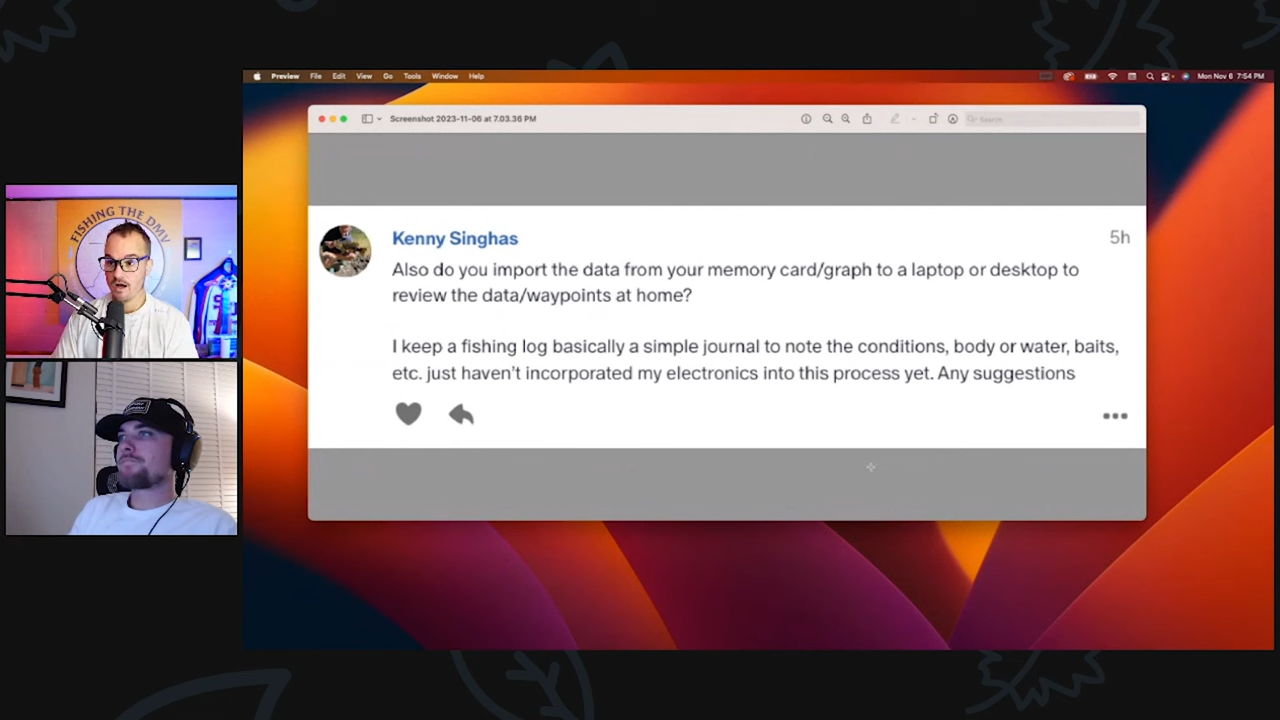 Preview File Edit View Go Tools Window Help
Mon Nov 6 7:54 PM
Screenshot 2023-11-06 at 7.03.36 PM
Search
FISHING THE DMV
Kenny Singhas
5h
Also do you import the data from your memory card/graph to a laptop or desktop to
review the data/waypoints at home?
I keep a fishing log basically a simple journal to note the conditions, body or water, baits,
etc. just haven't incorporated my electronics into this process yet. Any suggestions